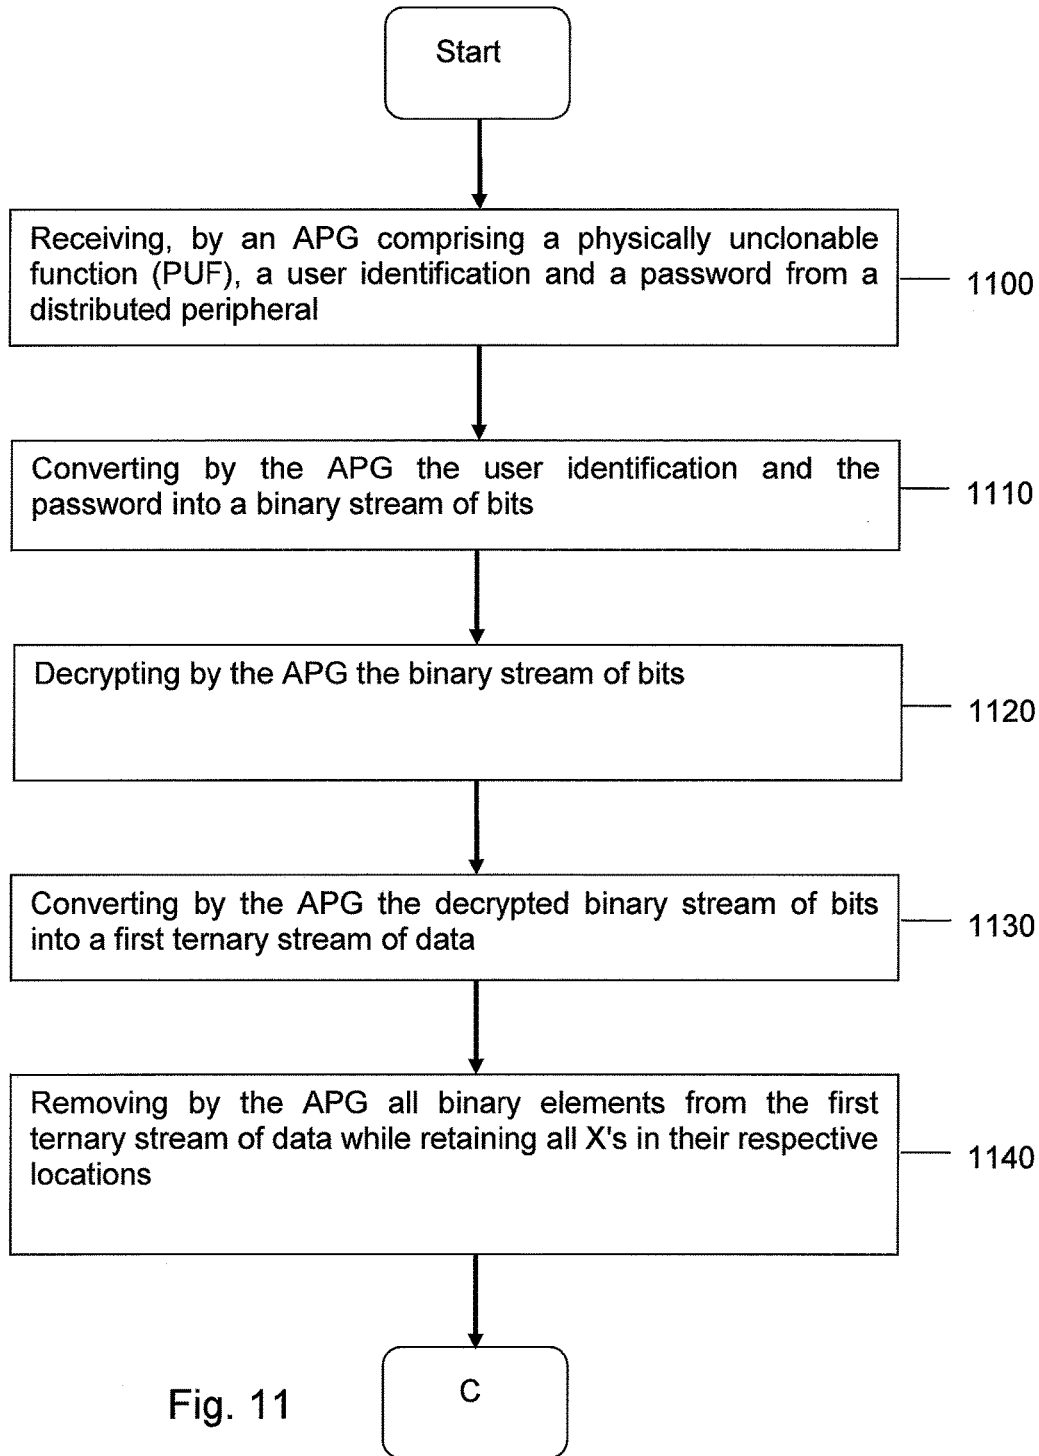 Start
Receiving, by an APG comprising a physically unclonable
function (PUF), a user identification and a password from a
distributed peripheral
1100
Converting by the APG the user identification and the
password into a binary stream of bits
1110
Decrypting by the APG the binary stream of bits
1120
Converting by the APG the decrypted binary stream of bits
into a first ternary stream of data
1130
Removing by the APG all binary elements from the first
ternary stream of data while retaining all X's in their respective
locations
1140
C
Fig. 11